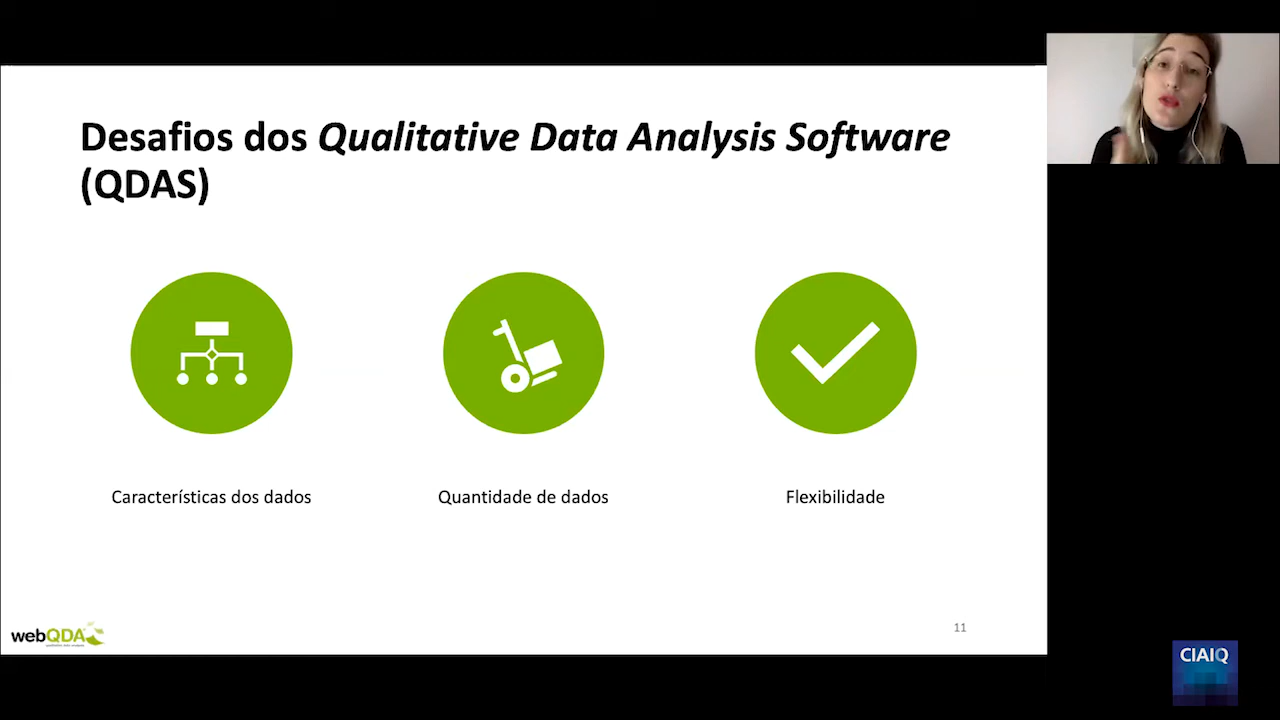 Desafios dos Qualitative Data Analysis Software
(QDAS)
Características dos dados
Quantidade de dados
Flexibilidade
webQDA
11
CIAIQ